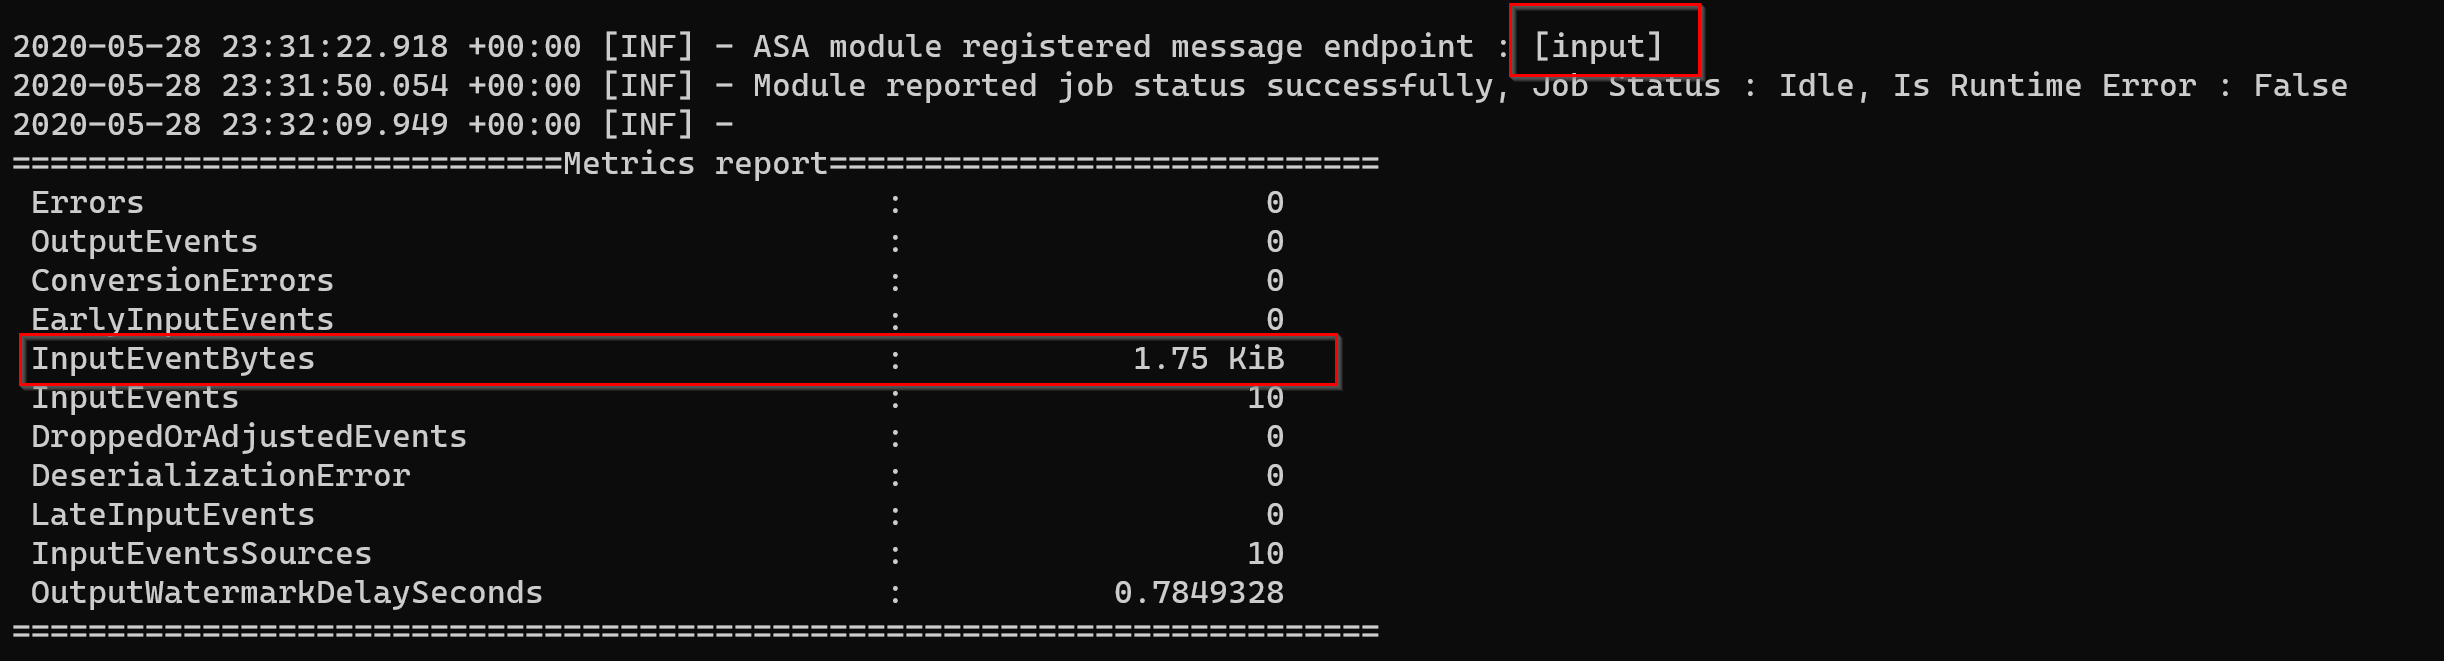 2020-05-28 23:31:22.918 +00:00 [INF] - ASA module registered message endpoint : [input]
2020-05-28 23:31:50.054 +00:00 [INF] - Module reported job status successfully, Job Status : Idle, Is Runtime Error : False
2020-05-28 23:32:09.949 +00:00 [INF] -
=============================Metrics report=============================
Errors : 0
OutputEvents : 0
ConversionErrors : 0
EarlyInputEvents : 0
InputEventBytes : 1.75 KiB
InputEvents : 10
DroppedOrAdjustedEvents : 0
DeserializationError : 0
LateInputEvents : 0
InputEventsSources : 10
OutputWatermarkDelaySeconds : 0.7849328
========================================================================